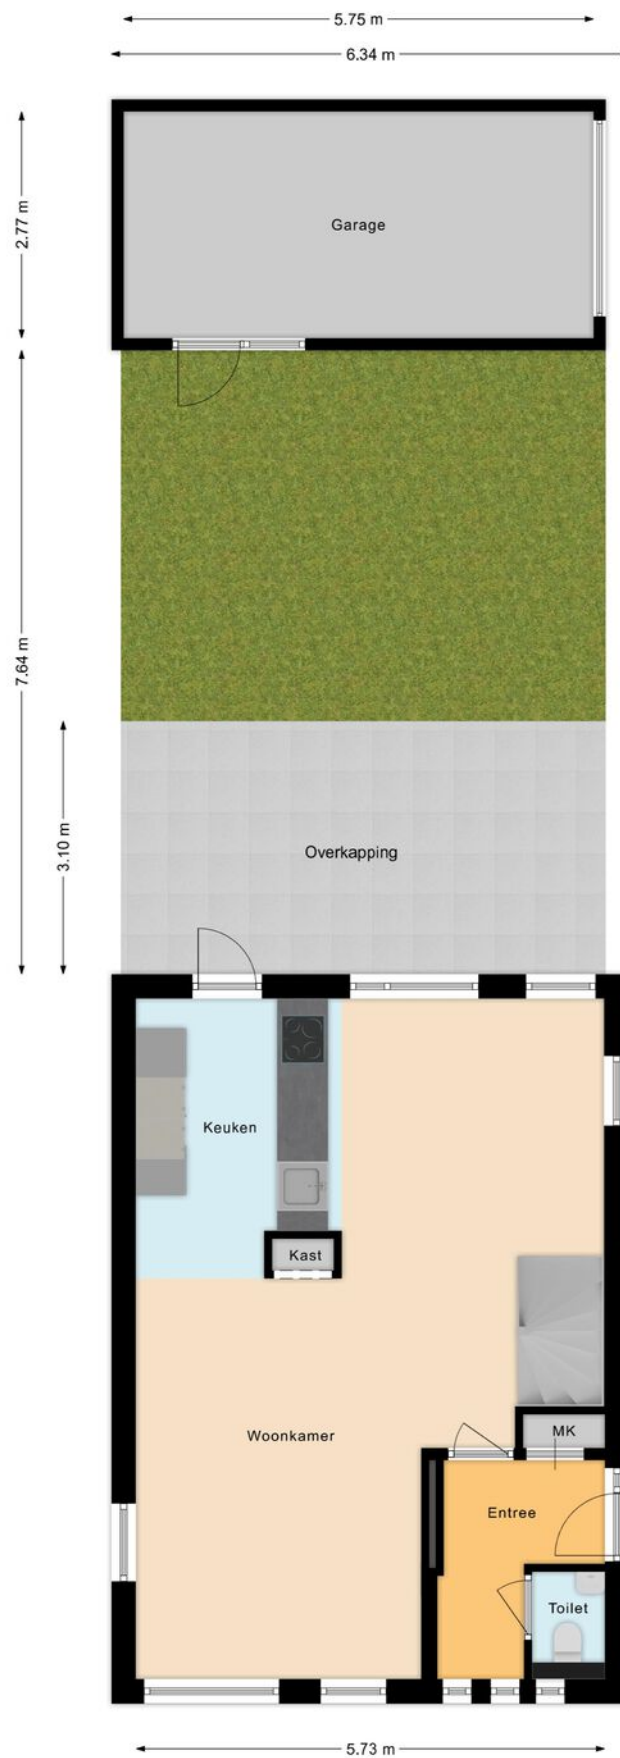 5.75 m
6.34 m
2.77 m
Garage
7.64 m
3.10 m
Overkapping
Keuken
Kast
Woonkamer
MK
Entree
Toilet
5.73 m